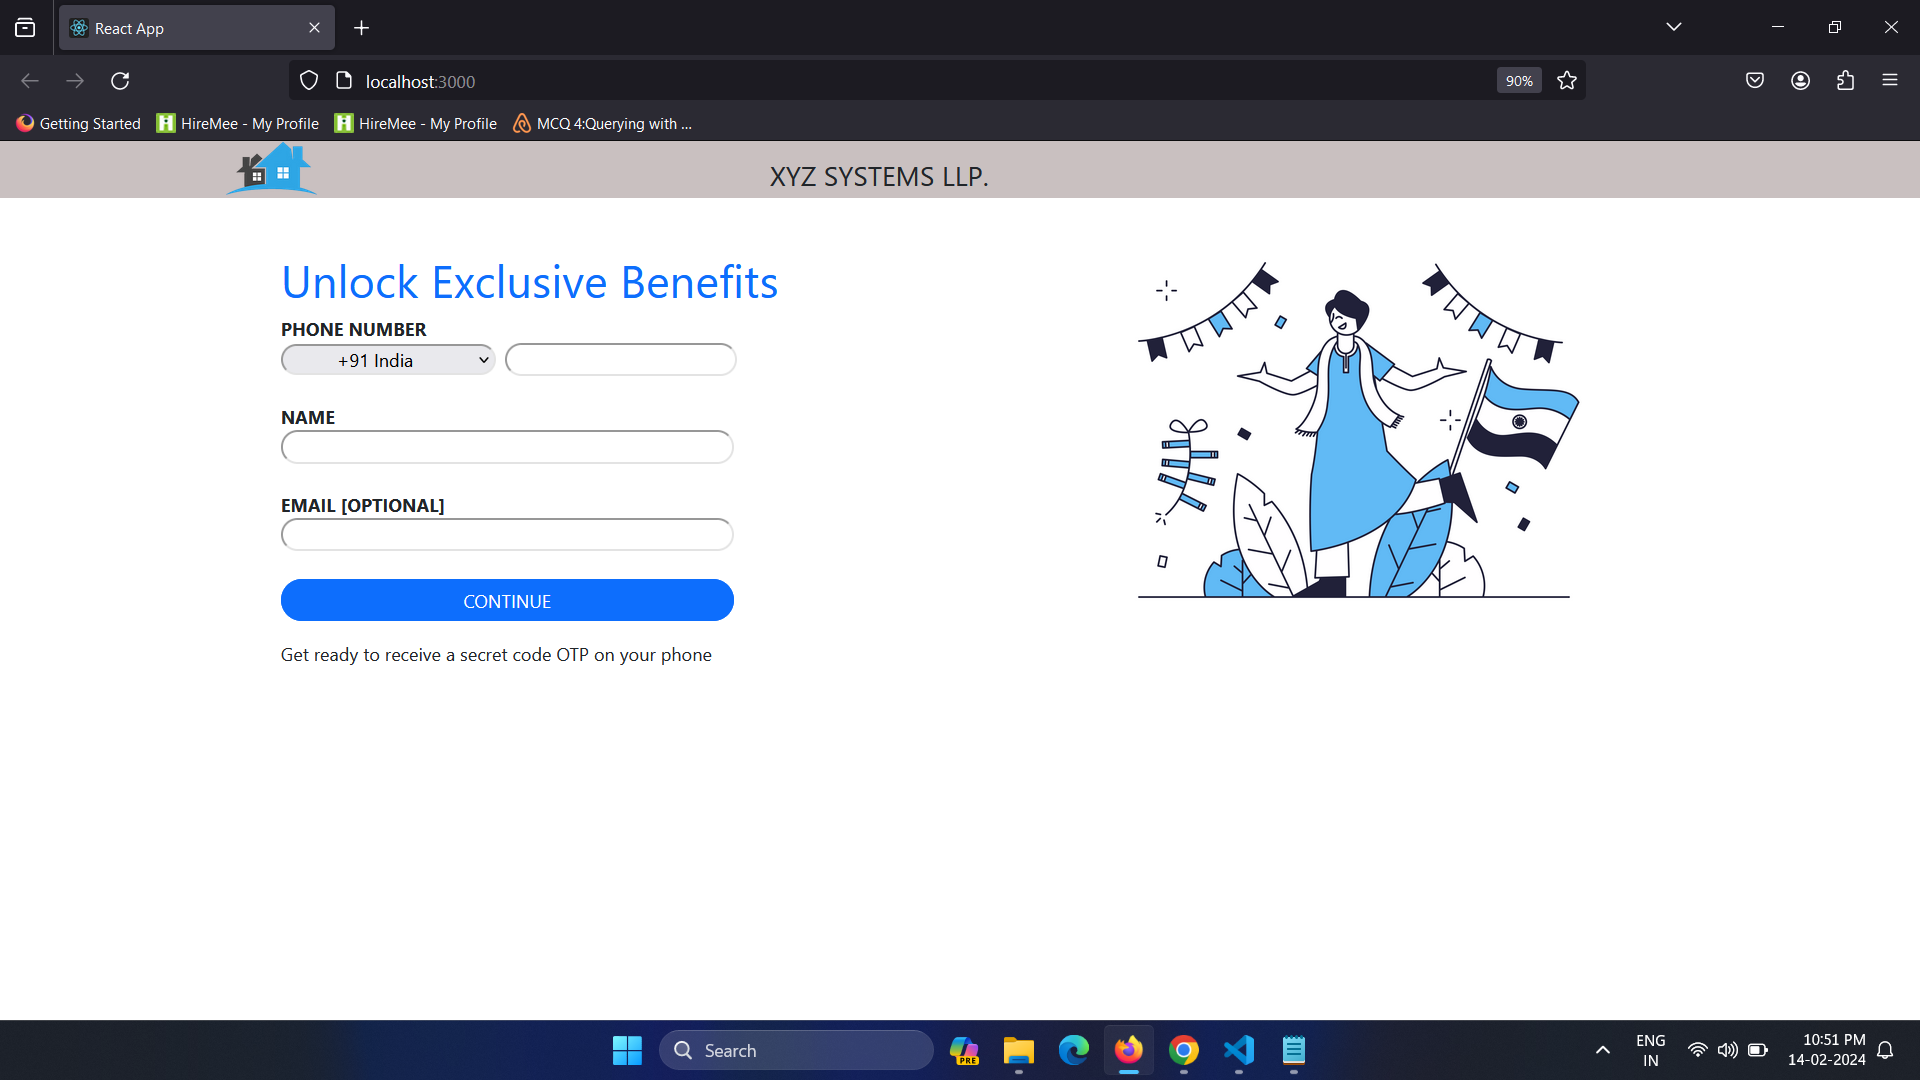 React App
localhost:3000
90%
Getting Started
HireMee - My Profile
HireMee - My Profile
MCQ 4:Querying with ...
XYZ SYSTEMS LLP.
Unlock Exclusive Benefits
PHONE NUMBER
+91 India
NAME
EMAIL [OPTIONAL]
CONTINUE
Get ready to receive a secret code OTP on your phone
Search
PRE
ENG
IN
10:51 PM
14-02-2024